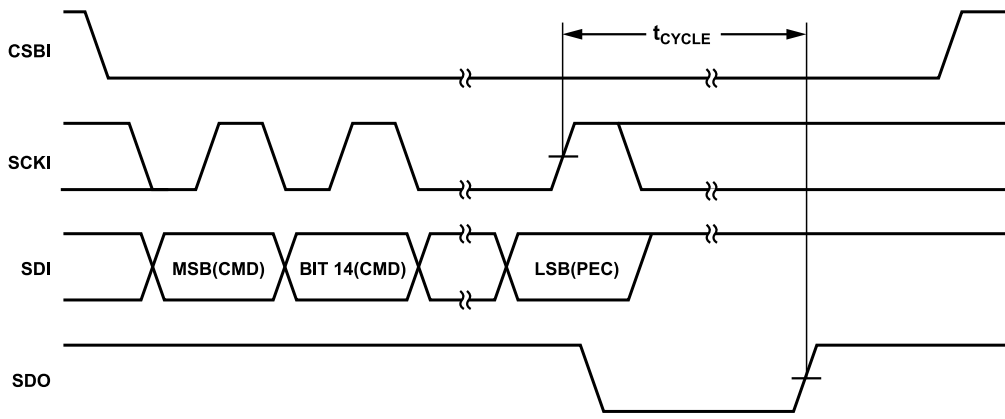 CSBI
tCYCLE
SCKI
SDI
MSB(CMD)
BIT 14(CMD)
LSB(PEC)
SDO